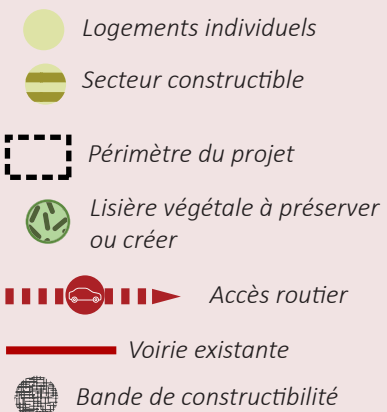 Logements individuels
Secteur constructible
Périmètre du projet
Lisière végétale à préserver
ou créer
Accès routier
Voirie existante
Bande de constructibilité